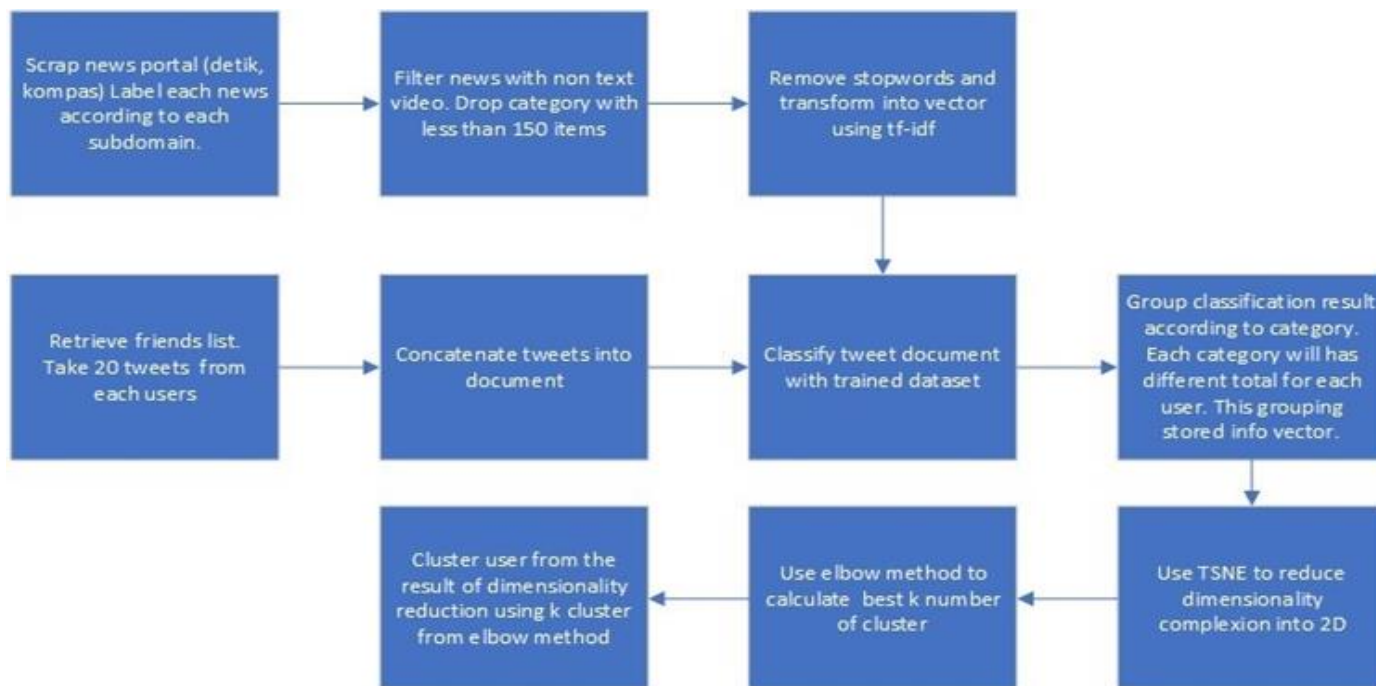 Scrap news portal (detik,
kompas) Label each news
according to each
subdomain.
Filter news with non text
video. Drop category with
less than 150 items
Remove stopwords and
transform into vector
using tf-idf
Retrieve friends list.
Take 20 tweets from
each users
Concatenate tweets into
document
Classify tweet document
with trained dataset
Group classification result
according to category.
Each category will has
different total for each
user. This grouping
stored info vector.
Cluster user from the
result of dimensionality
reduction using k cluster
from elbow method
Use elbow method to
calculate best k number
of cluster
Use TSNE to reduce
dimensionality
complexion into 2D